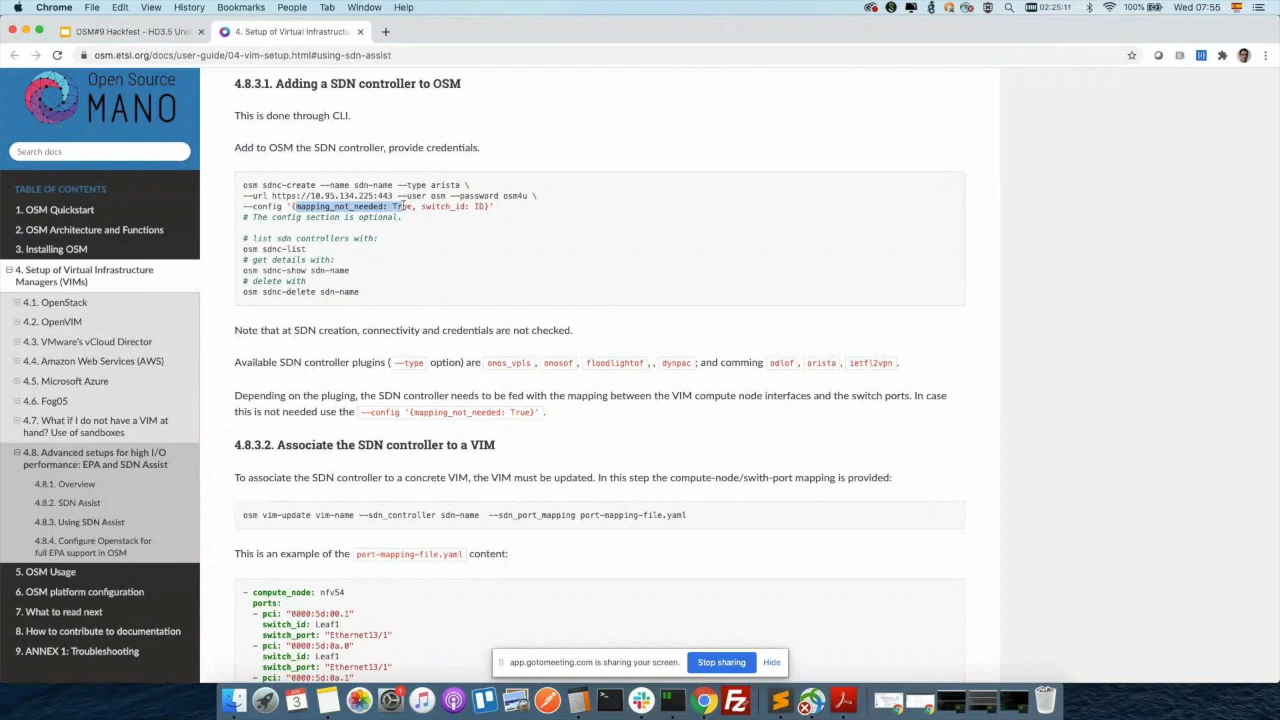 Chrome File Edit View History Bookmarks People Tab Window Help 02:25:11 100% Wed 07:55
OSM#9 Hackfest - HD3.5 Und
4. Setup of Virtual Infrastructur
osm.etsi.org/docs/user-guide/04-vim-setup.html#using-sdn-assist
Open Source
MANO
Search docs
TABLE OF CONTENTS
1. OSM Quickstart
2. OSM Architecture and Functions
3. Installing OSM
4. Setup of Virtual Infrastructure
Managers (VIMs)
4.1. OpenStack
4.2. OpenVIM
4.3. VMware's vCloud Director
4.4. Amazon Web Services (AWS)
4.5. Microsoft Azure
4.6. Fog05
4.7. What if I do not have a VIM at
hand? Use of sandboxes
4.8. Advanced setups for high I/O
performance: EPA and SDN Assist
4.8.1. Overview
4.8.2. SDN Assist
4.8.3. Using SDN Assist
4.8.4. Configure Openstack for
full EPA support in OSM
5. OSM Usage
6. OSM platform configuration
7. What to read next
8. How to contribute to documentation
9. ANNEX 1: Troubleshooting
4.8.3.1. Adding a SDN controller to OSM
This is done through CLI.
Add to OSM the SDN controller, provide credentials.
osm sdnc-create --name sdn-name --type arista \
--url https://10.95.134.225:443 --user osm --password osm4u \
--config '{mapping_not_needed: True, switch_id: ID}'
# The config section is optional.
# list sdn controllers with:
osm sdnc-list
# get details with:
osm sdnc-show sdn-name
# delete with
osm sdnc-delete sdn-name
Note that at SDN creation, connectivity and credentials are not checked.
Available SDN controller plugins ( --type option) are onos_vpls , onosof , floodlightof , , dynpac ; and comming odlof , arista , ietfl2vpn .
Depending on the pluging, the SDN controller needs to be fed with the mapping between the VIM compute node interfaces and the switch ports. In case
this is not needed use the --config '{mapping_not_needed: True}' .
4.8.3.2. Associate the SDN controller to a VIM
To associate the SDN controller to a concrete VIM, the VIM must be updated. In this step the compute-node/swith-port mapping is provided:
osm vim-update vim-name --sdn_controller sdn-name --sdn_port_mapping port-mapping-file.yaml
This is an example of the port-mapping-file.yaml content:
- compute_node: nfv54
ports:
- pci: "0000:5d:00.1"
switch_id: Leaf1
switch_port: "Ethernet13/1"
- pci: "0000:5d:0a.0"
switch_id: Leaf1
switch_port: "Ethernet13/1"
- pci: "0000:5d:0a.1"
app.gotomeeting.com is sharing your screen. Stop sharing Hide